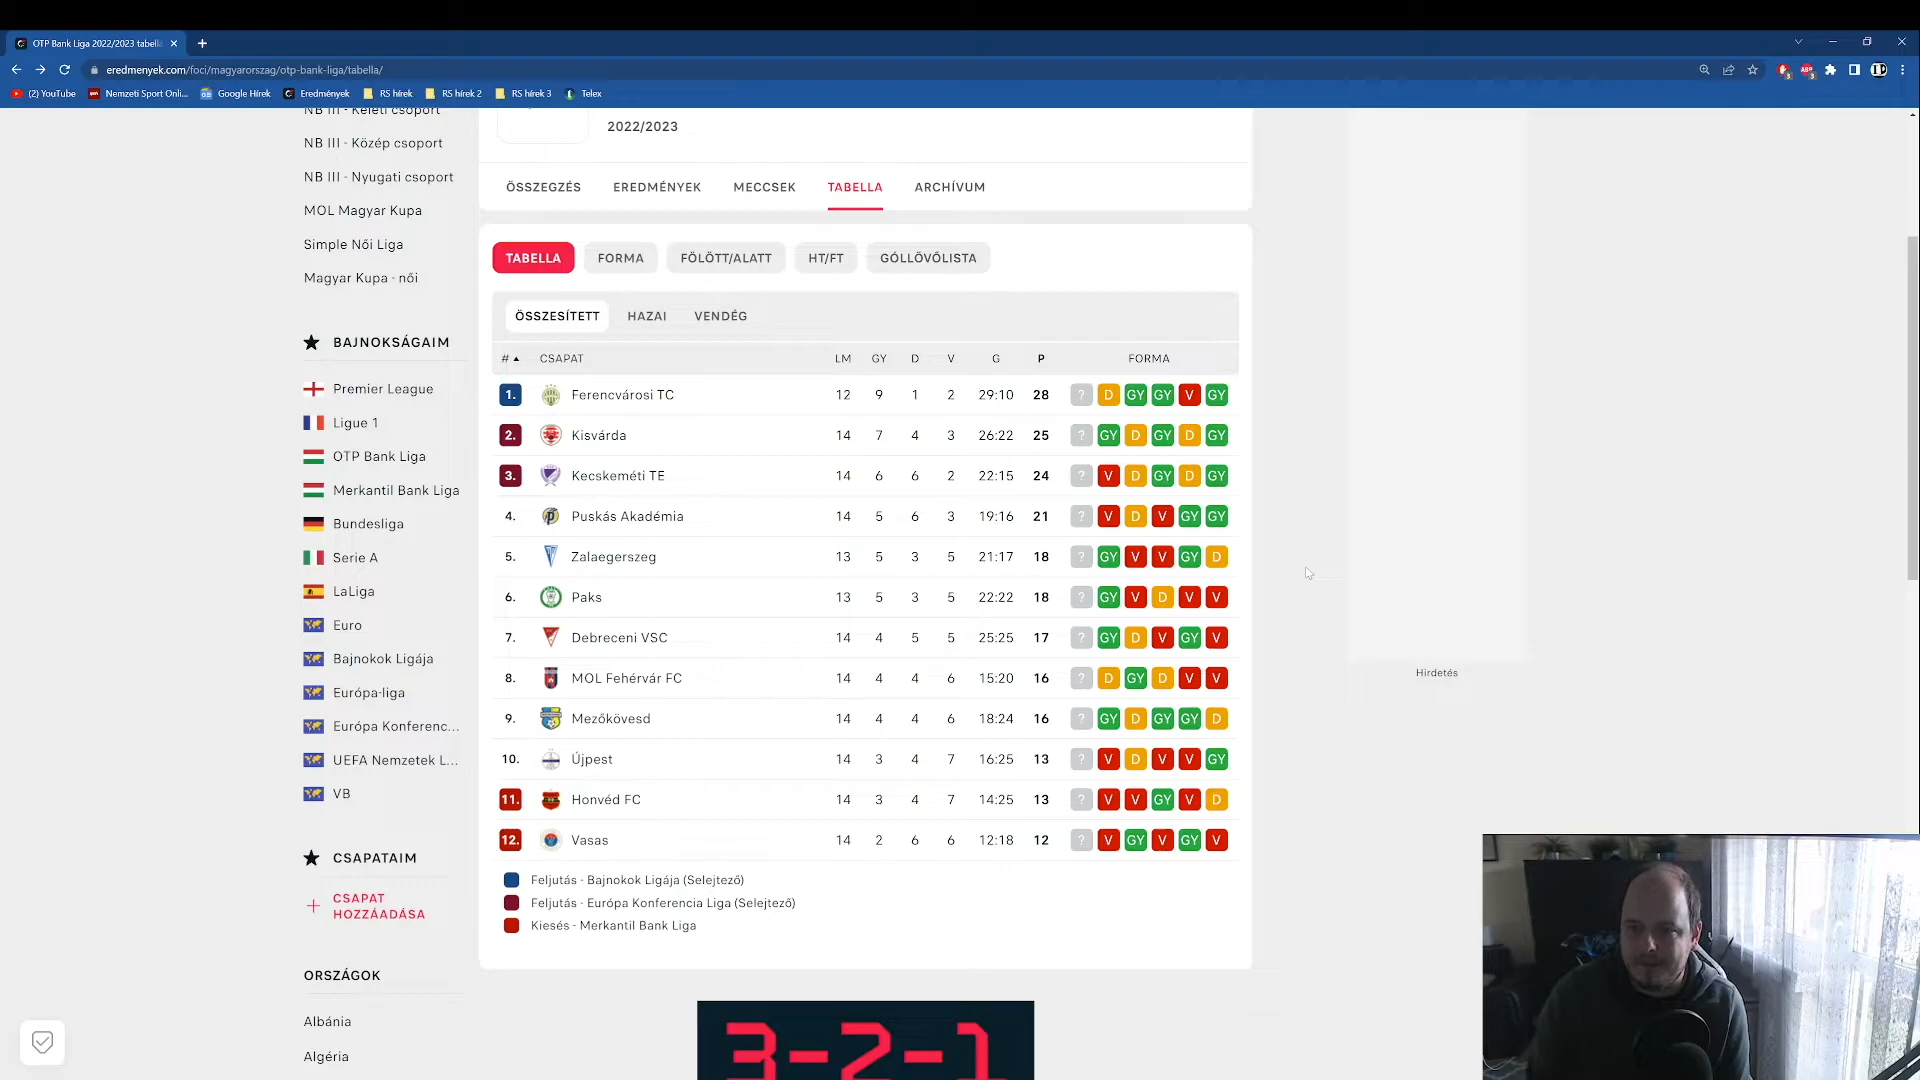 OTP Bank Liga 2022/2023 tabella
eredmenyek.com/foci/magyarorszag/otp-bank-liga/tabella/
(2) YouTube Nemzeti Sport Onli... Google Hírek Eredmények RS hírek RS hírek 2 RS hírek 3 Telex
NB III - Keleti csoport
NB III - Közép csoport
NB III - Nyugati csoport
MOL Magyar Kupa
Simple Női Liga
Magyar Kupa - női
BAJNOKSÁGAIM
Premier League
Ligue 1
OTP Bank Liga
Merkantil Bank Liga
Bundesliga
Serie A
LaLiga
Euro
Bajnokok Ligája
Európa-liga
Európa Konferenc...
UEFA Nemzetek L...
VB
CSAPATAIM
CSAPAT
HOZZÁADÁSA
ORSZÁGOK
Albánia
Algéria
2022/2023
ÖSSZEGZÉS EREDMÉNYEK MECCSEK TABELLA ARCHÍVUM
TABELLA FORMA FÖLÖTT/ALATT HT/FT GÓLLÖVŐLISTA
ÖSSZESÍTETT HAZAI VENDÉG
# CSAPAT LM GY D V G P FORMA
1. Ferencvárosi TC 12 9 1 2 29:10 28 ? D GY GY V GY
2. Kisvárda 14 7 4 3 26:22 25 ? GY D GY D GY
3. Kecskeméti TE 14 6 6 2 22:15 24 ? V D GY D GY
4. Puskás Akadémia 14 5 6 3 19:16 21 ? V D V GY GY
5. Zalaegerszeg 13 5 3 5 21:17 18 ? GY V V GY D
6. Paks 13 5 3 5 22:22 18 ? GY V D V V
7. Debreceni VSC 14 4 5 5 25:25 17 ? GY D V GY V
8. MOL Fehérvár FC 14 4 4 6 15:20 16 ? D GY D V V
9. Mezőkövesd 14 4 4 6 18:24 16 ? GY D GY GY D
10. Újpest 14 3 4 7 16:25 13 ? V D V V GY
11. Honvéd FC 14 3 4 7 14:25 13 ? V V GY V D
12. Vasas 14 2 6 6 12:18 12 ? V GY V GY V
Feljutás - Bajnokok Ligája (Selejtező)
Feljutás - Európa Konferencia Liga (Selejtező)
Kiesés - Merkantil Bank Liga
3-2-1
Hirdetés